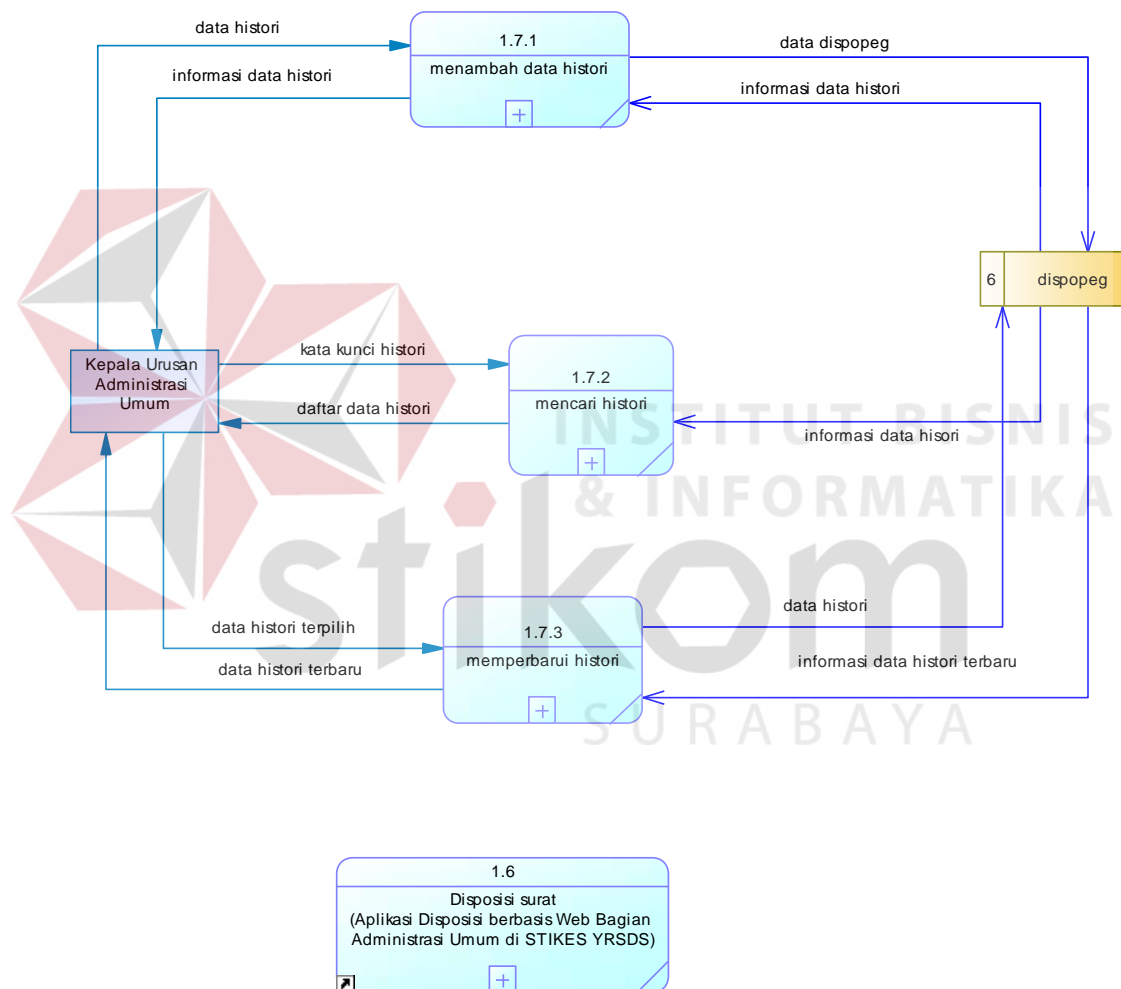 data histori
1.7.1
menambah data histori
data dispopeg
informasi data histori
informasi data histori
6
dispopeg
Kepala Urusan
Administrasi
Umum
kata kunci histori
1.7.2
mencari histori
daftar data histori
informasi data hisori
INSTITUT BISNIS
& INFORMATIKA
stikom
SURABAYA
data histori terpilih
1.7.3
memperbarui histori
data histori
data histori terbaru
informasi data histori terbaru
1.6
Disposisi surat
(Aplikasi Disposisi berbasis Web Bagian
Administrasi Umum di STIKES YRSDS)